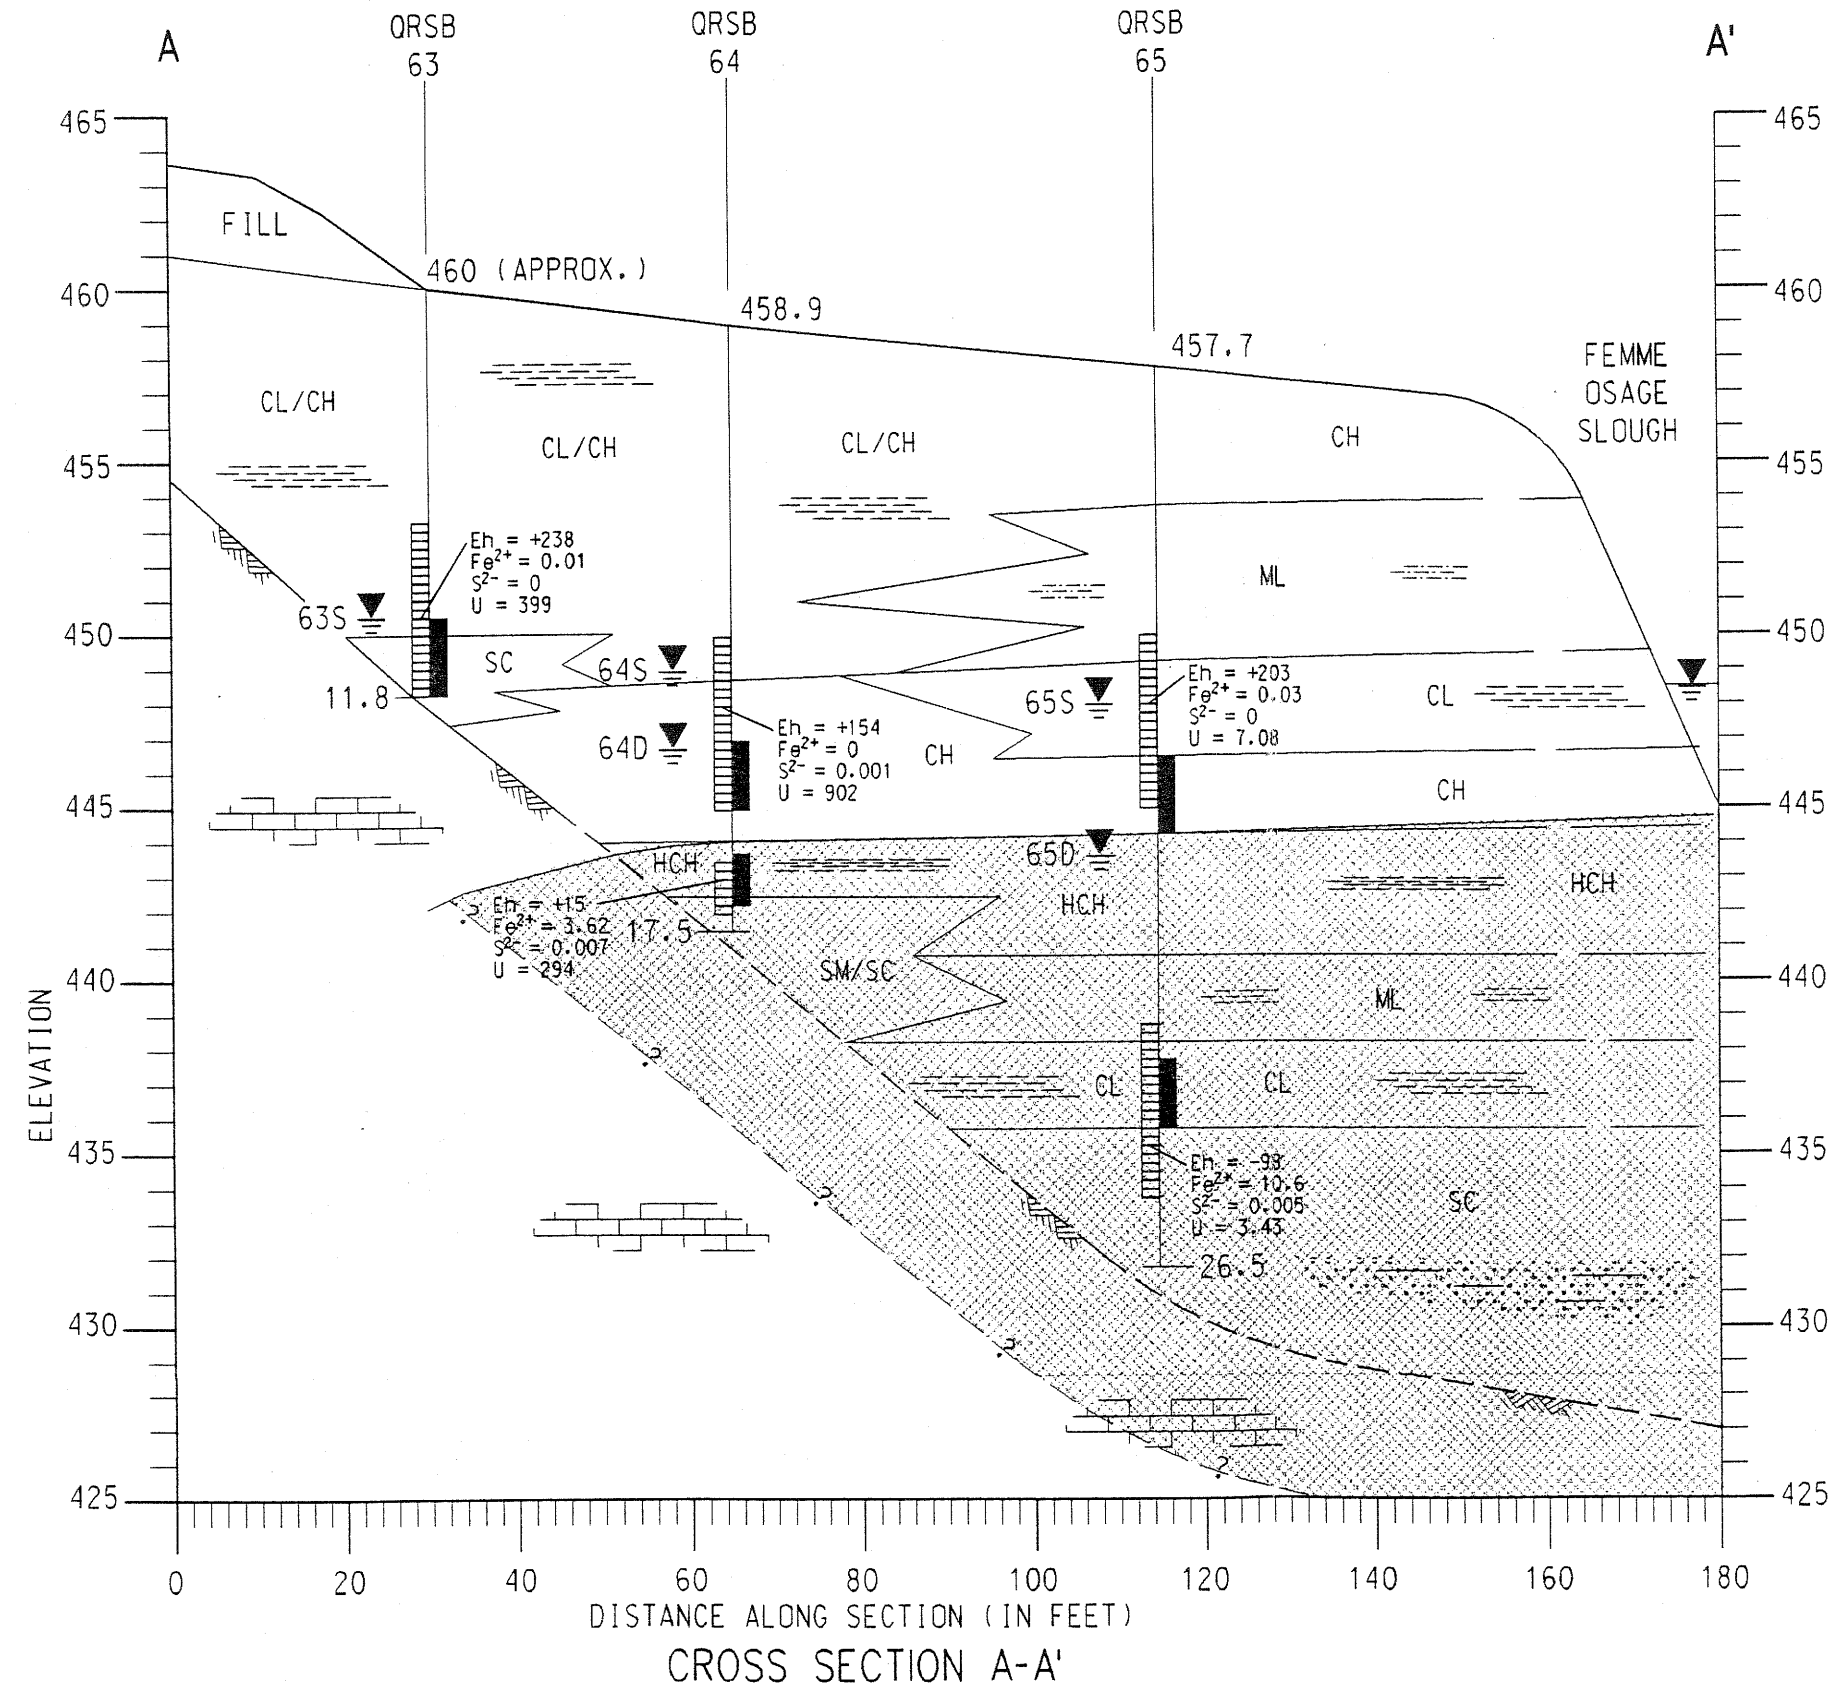 A
QRSB
63
QRSB
64
QRSB
65
A'
465
465
FILL
460 (APPROX.)
460
460
458.9
457.7
FEMME
OSAGE
SLOUGH
CL/CH
CL/CH
CL/CH
CH
455
455
Eh = +238
Fe2+ = 0.01
S2- = 0
U = 399
ML
63S
450
450
SC
64S
11.8
65S
Eh = +203
Fe2+ = 0.03
S2- = 0
U = 7.08
CL
64D
Eh = +154
Fe2+ = 0
S2- = 0.001
U = 902
CH
CH
445
445
HCH
65D
HCH
HCH
?
Eh = +15
Fe2+ = 3.62
S2- = 0.007
U = 294
17.5
SM/SC
ML
440
440
ELEVATION
?
CL
CL
435
435
Eh = -93
Fe2+ = 10.6
S2- = 0.005
U = 3.43
?
SC
26.5
430
430
?
?
425
425
0
20
40
60
80
100
120
140
160
180
DISTANCE ALONG SECTION (IN FEET)
CROSS SECTION A-A'